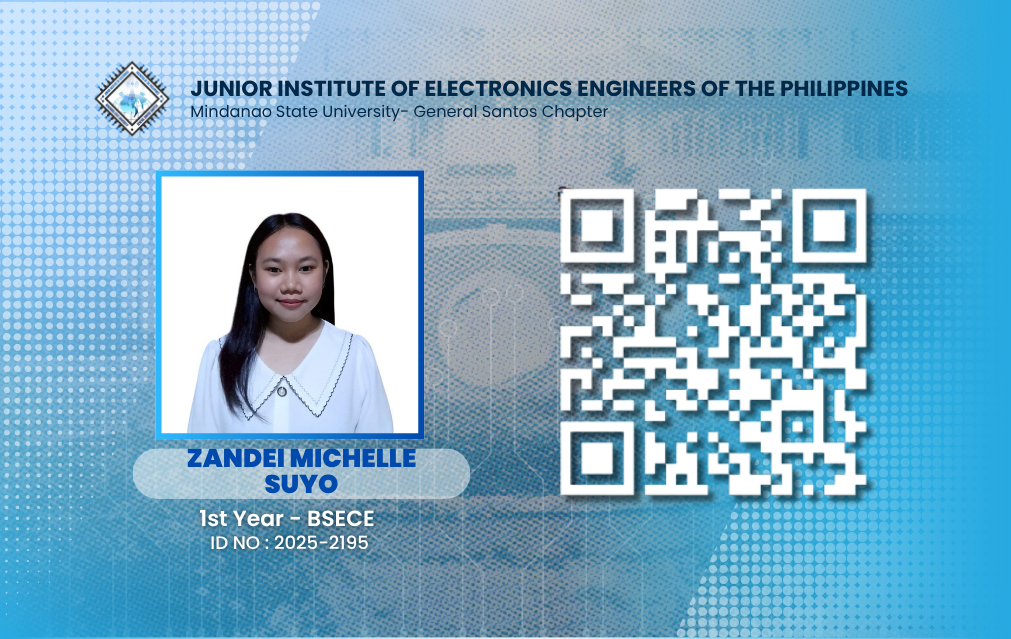 JUNIOR INSTITUTE OF ELECTRONICS ENGINEERS OF THE PHILIPPINES
Mindanao State University- General Santos Chapter
ZANDEI MICHELLE
SUYO
1st Year - BSECE
ID NO : 2025-2195